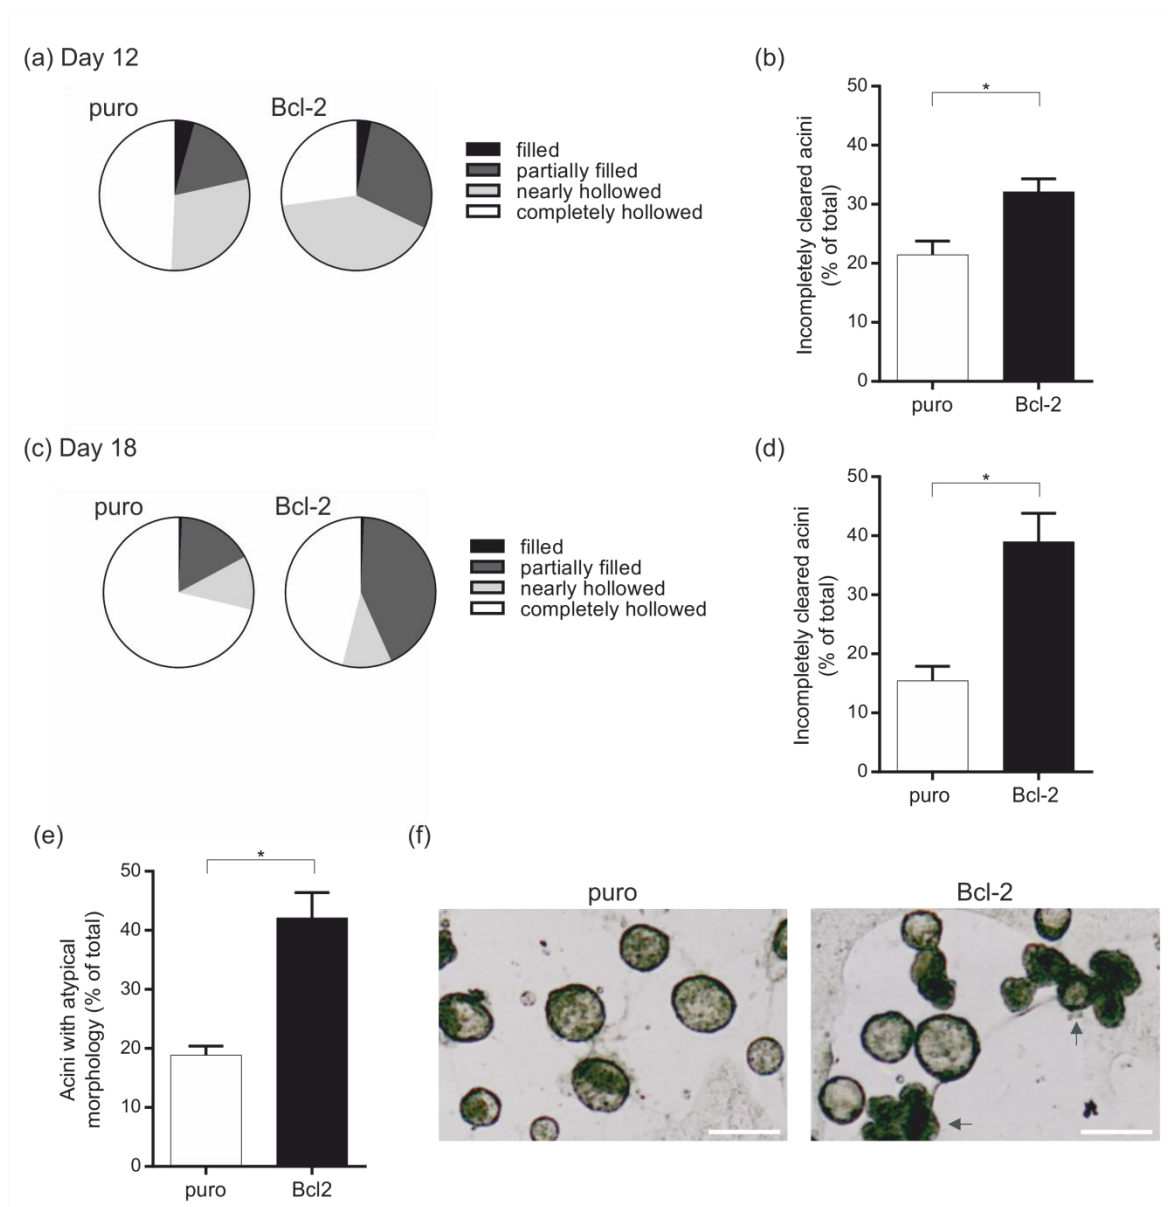 (a) Day 12
puro
Bcl-2
filled
partially filled
nearly hollowed
completely hollowed
(b)
Incompletely cleared acini
(% of total)
50
40
30
20
10
0
*
puro
Bcl-2
(c) Day 18
puro
Bcl-2
filled
partially filled
nearly hollowed
completely hollowed
(d)
Incompletely cleared acini
(% of total)
50
40
30
20
10
0
*
puro
Bcl-2
(e)
Acini with atypical
morphology (% of total)
50
40
30
20
10
0
*
puro
Bcl2
(f)
puro
Bcl-2